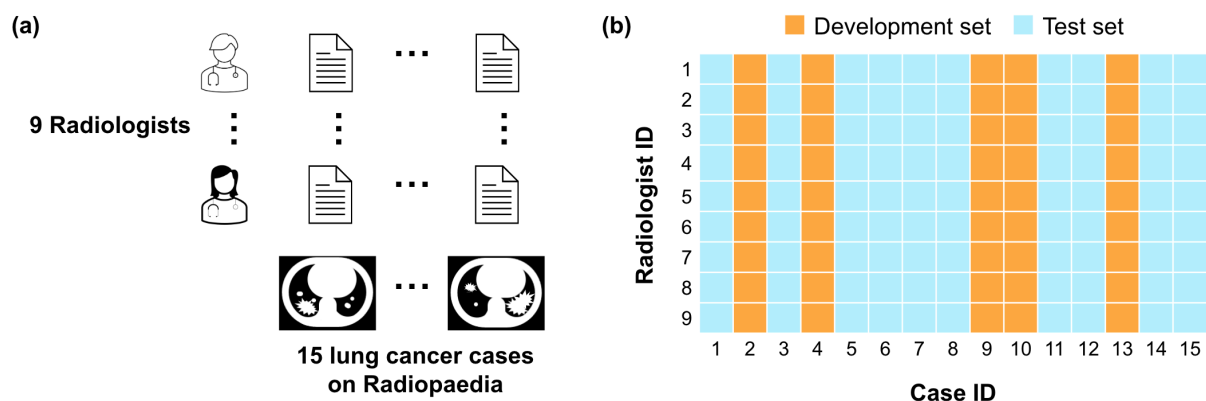 (a)
9 Radiologists
15 lung cancer cases
on Radiopaedia
(b)
Development set
Test set
Radiologist ID
1
2
3
4
5
6
7
8
9
1 2 3 4 5 6 7 8 9 10 11 12 13 14 15
Case ID